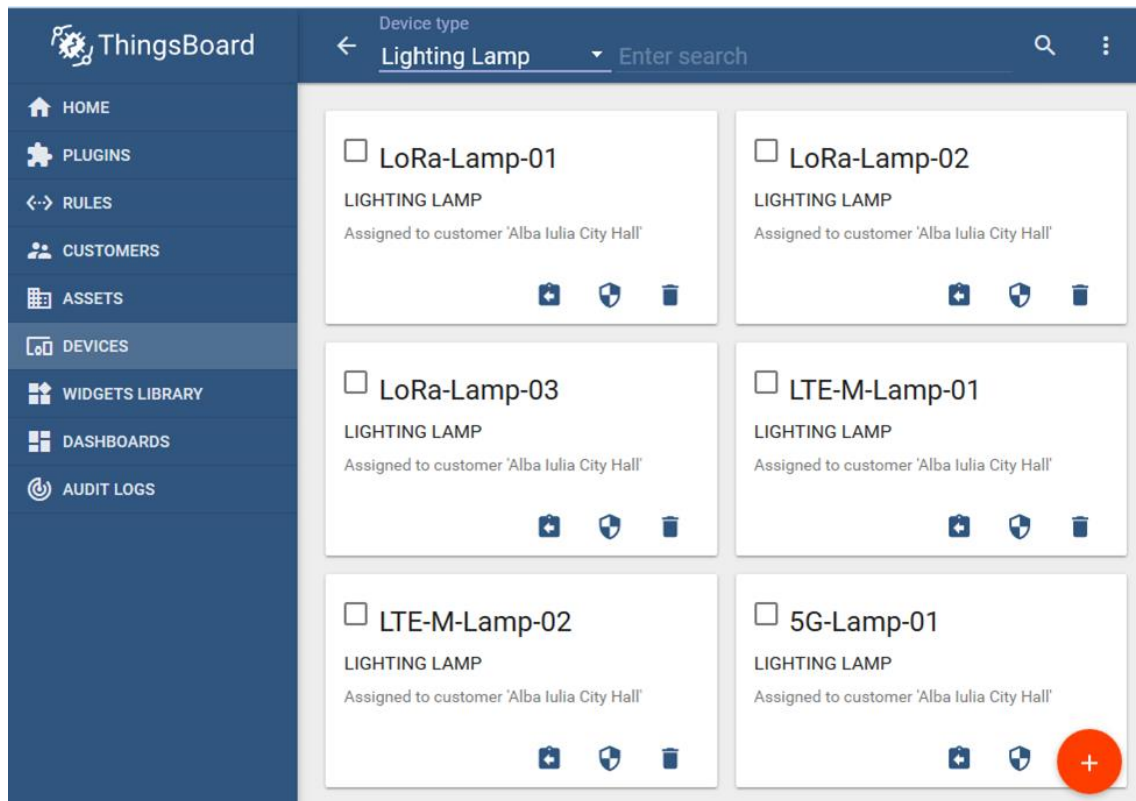 ThingsBoard
Device type
Lighting Lamp
Enter search
HOME
PLUGINS
RULES
CUSTOMERS
ASSETS
DEVICES
WIDGETS LIBRARY
DASHBOARDS
AUDIT LOGS
LoRa-Lamp-01
LIGHTING LAMP
Assigned to customer 'Alba Iulia City Hall'
LoRa-Lamp-02
LIGHTING LAMP
Assigned to customer 'Alba Iulia City Hall'
LoRa-Lamp-03
LIGHTING LAMP
Assigned to customer 'Alba Iulia City Hall'
LTE-M-Lamp-01
LIGHTING LAMP
Assigned to customer 'Alba Iulia City Hall'
LTE-M-Lamp-02
LIGHTING LAMP
Assigned to customer 'Alba Iulia City Hall'
5G-Lamp-01
LIGHTING LAMP
Assigned to customer 'Alba Iulia City Hall'